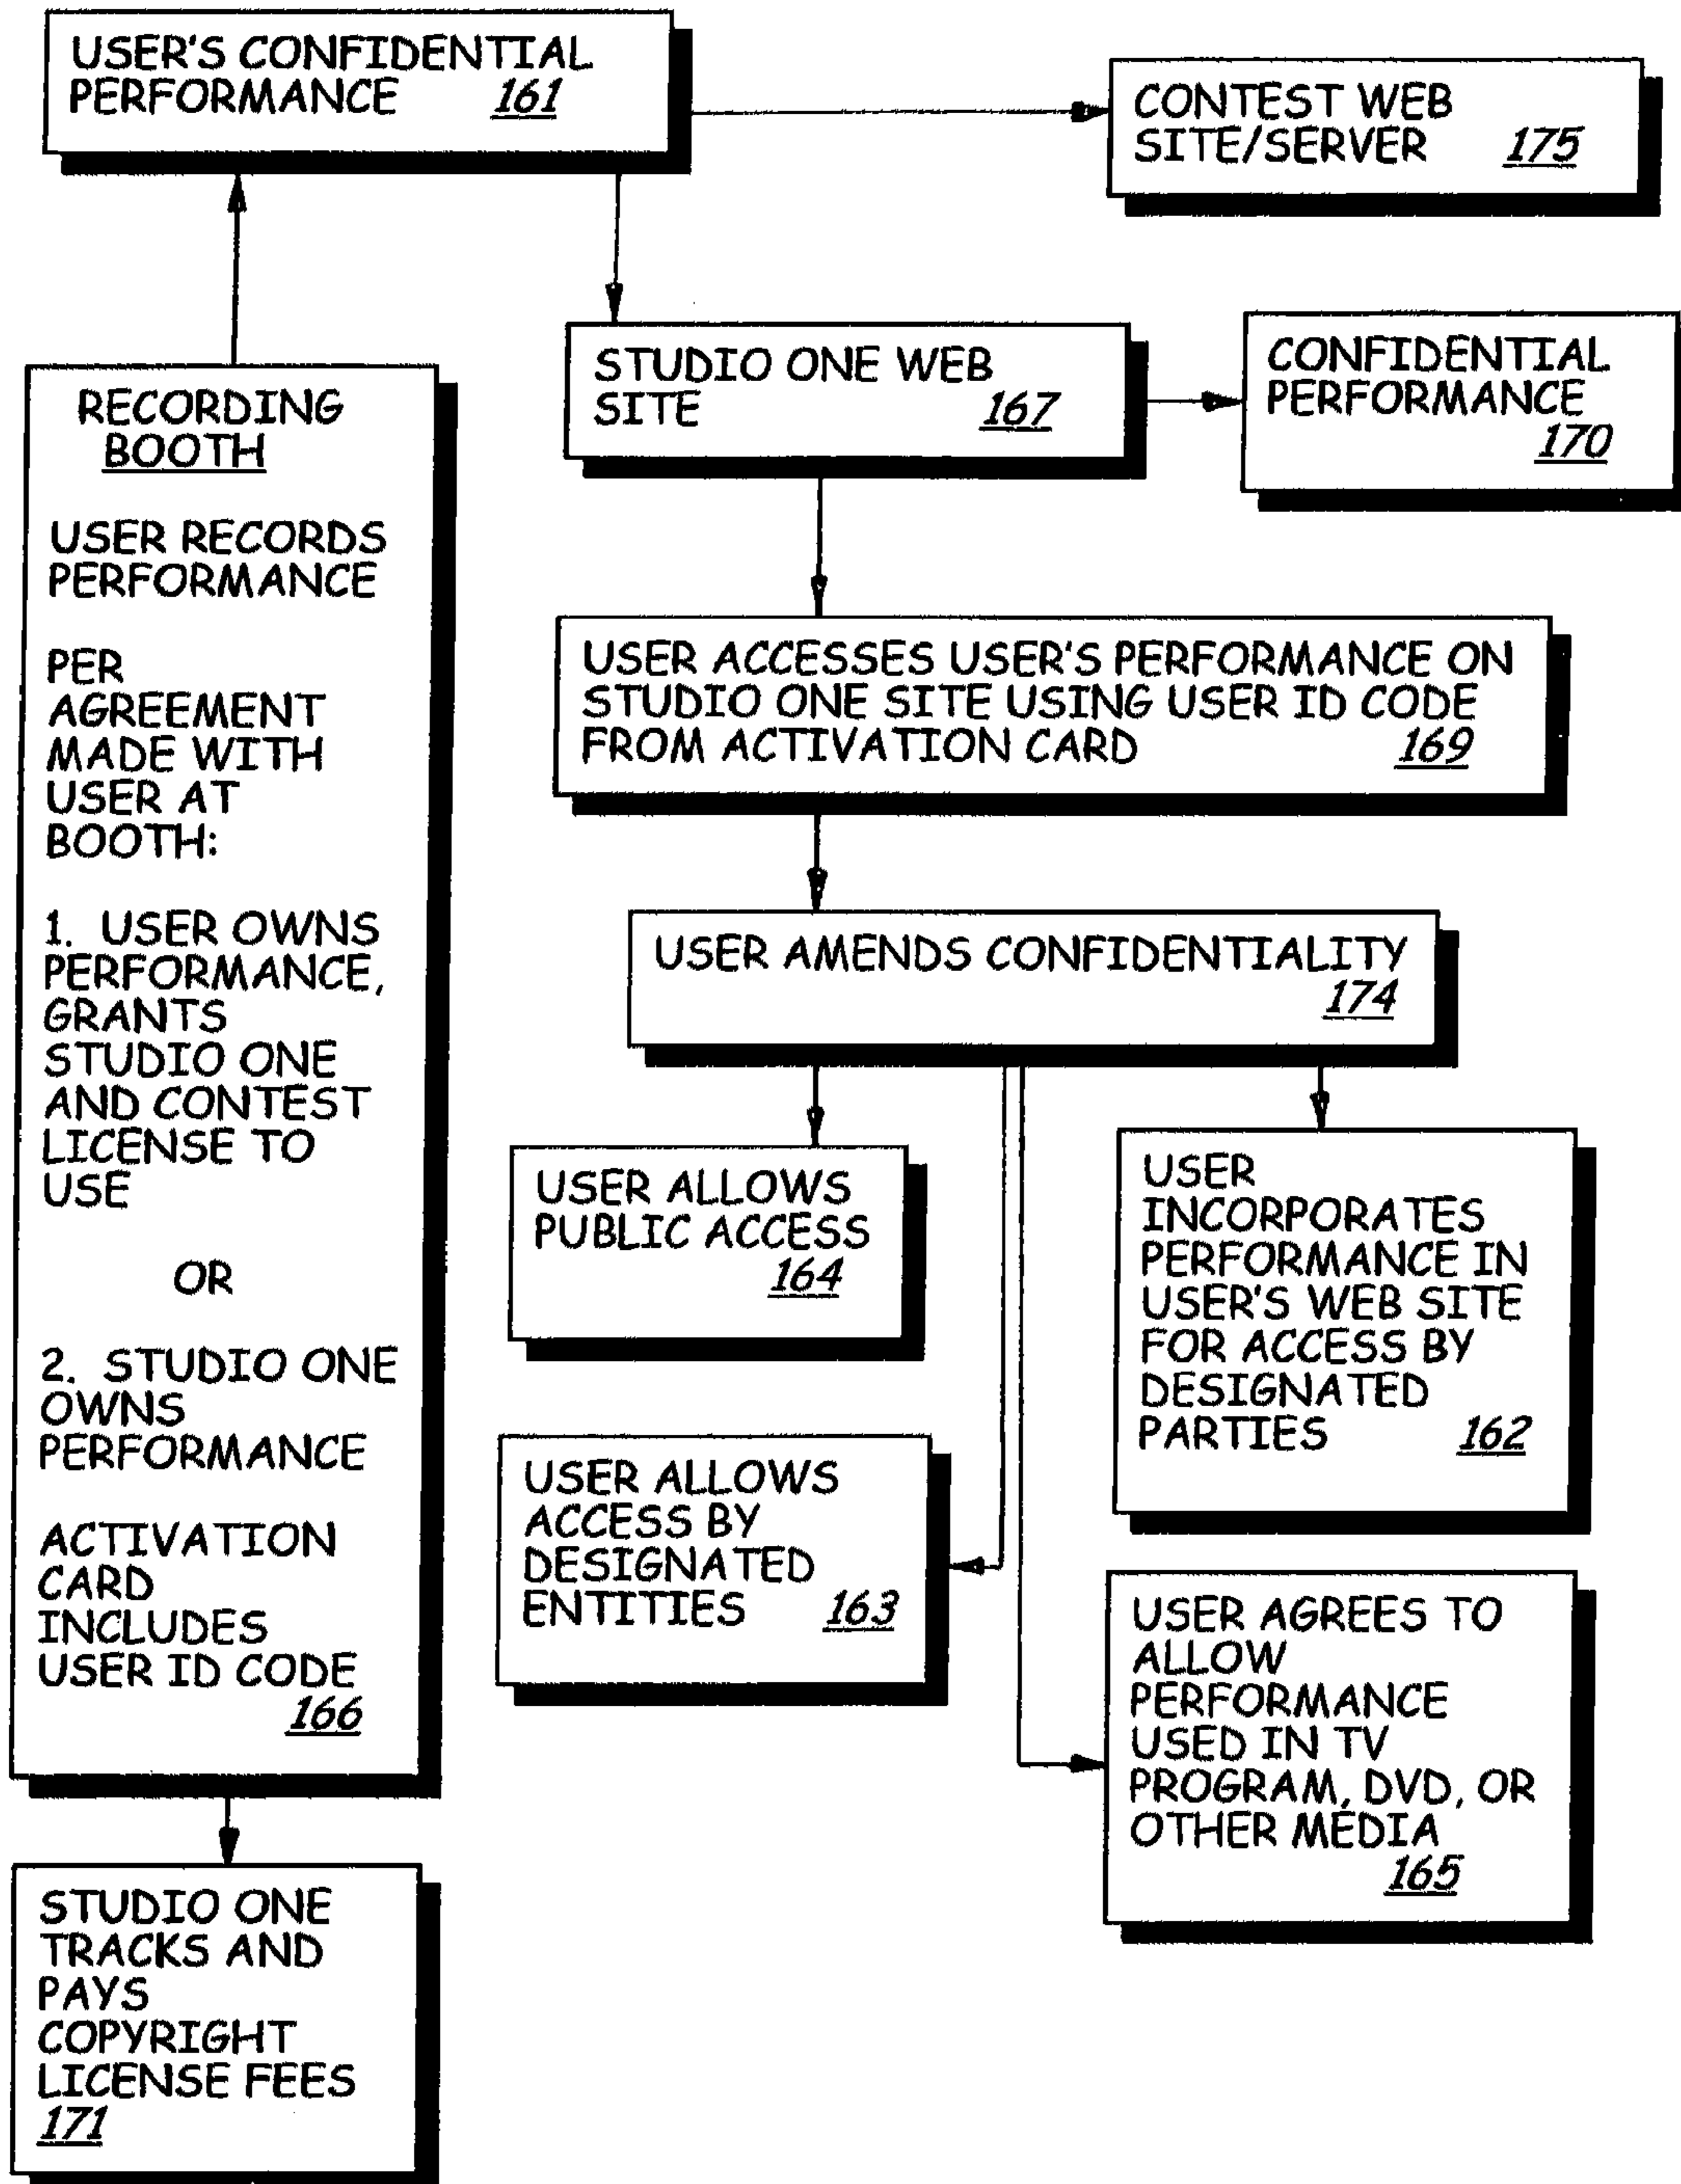 USER'S CONFIDENTIAL
PERFORMANCE 161
CONTEST WEB
SITE/SERVER 175
STUDIO ONE WEB
SITE 167
CONFIDENTIAL
PERFORMANCE
170
RECORDING
BOOTH
USER RECORDS
PERFORMANCE
PER
AGREEMENT
MADE WITH
USER AT
BOOTH:
1. USER OWNS
PERFORMANCE,
GRANTS
STUDIO ONE
AND CONTEST
LICENSE TO
USE
OR
2. STUDIO ONE
OWNS
PERFORMANCE
ACTIVATION
CARD
INCLUDES
USER ID CODE
166
USER ACCESSES USER'S PERFORMANCE ON
STUDIO ONE SITE USING USER ID CODE
FROM ACTIVATION CARD 169
USER AMENDS CONFIDENTIALITY
174
USER ALLOWS
PUBLIC ACCESS
164
USER
INCORPORATES
PERFORMANCE IN
USER'S WEB SITE
FOR ACCESS BY
DESIGNATED
PARTIES 162
USER ALLOWS
ACCESS BY
DESIGNATED
ENTITIES 163
USER AGREES TO
ALLOW
PERFORMANCE
USED IN TV
PROGRAM, DVD, OR
OTHER MEDIA
165
STUDIO ONE
TRACKS AND
PAYS
COPYRIGHT
LICENSE FEES
171